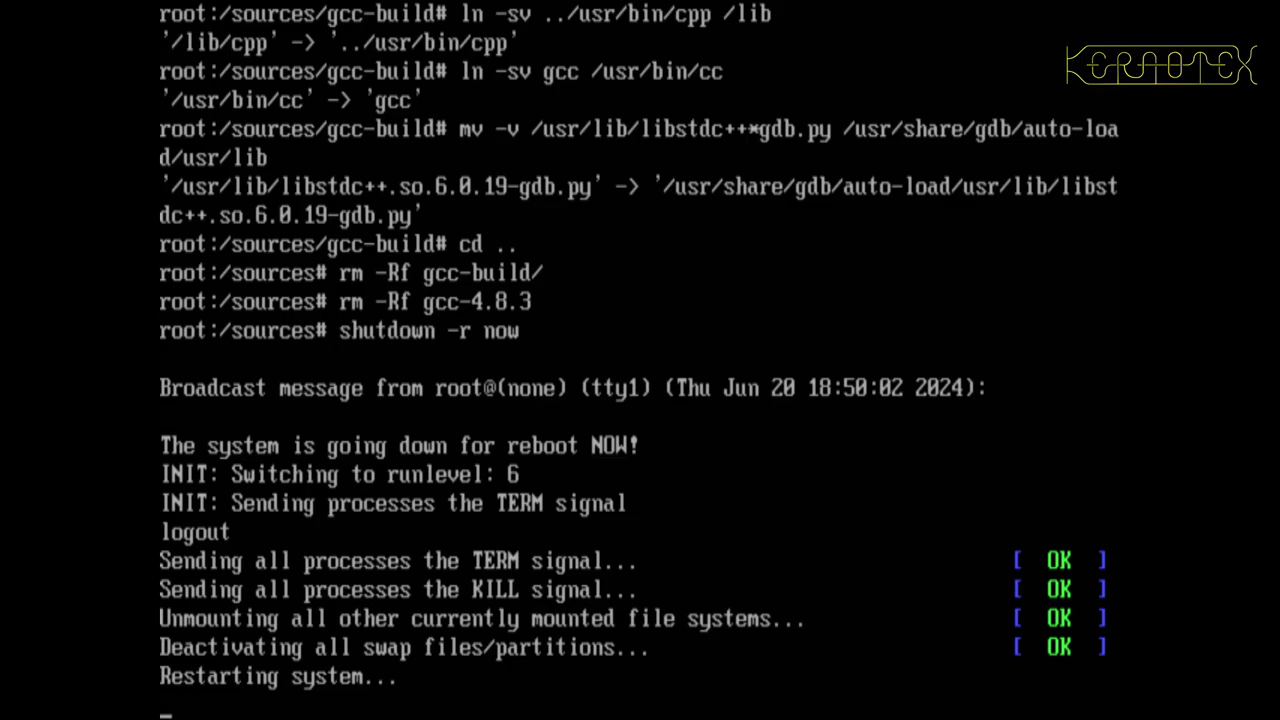 root:/sources/gcc-build# ln -sv ../usr/bin/cpp /lib
'/lib/cpp' -> '../usr/bin/cpp'
root:/sources/gcc-build# ln -sv gcc /usr/bin/cc
'/usr/bin/cc' -> 'gcc'
root:/sources/gcc-build# mv -v /usr/lib/libstdc++*gdb.py /usr/share/gdb/auto-loa
d/usr/lib
'/usr/lib/libstdc++.so.6.0.19-gdb.py' -> '/usr/share/gdb/auto-load/usr/lib/libst
dc++.so.6.0.19-gdb.py'
root:/sources/gcc-build# cd ..
root:/sources# rm -Rf gcc-build/
root:/sources# rm -Rf gcc-4.8.3
root:/sources# shutdown -r now
Broadcast message from root@(none) (tty1) (Thu Jun 20 18:50:02 2024):
The system is going down for reboot NOW!
INIT: Switching to runlevel: 6
INIT: Sending processes the TERM signal
logout
Sending all processes the TERM signal... [ OK ]
Sending all processes the KILL signal... [ OK ]
Unmounting all other currently mounted file systems... [ OK ]
Deactivating all swap files/partitions... [ OK ]
Restarting system...
KERNOTEX